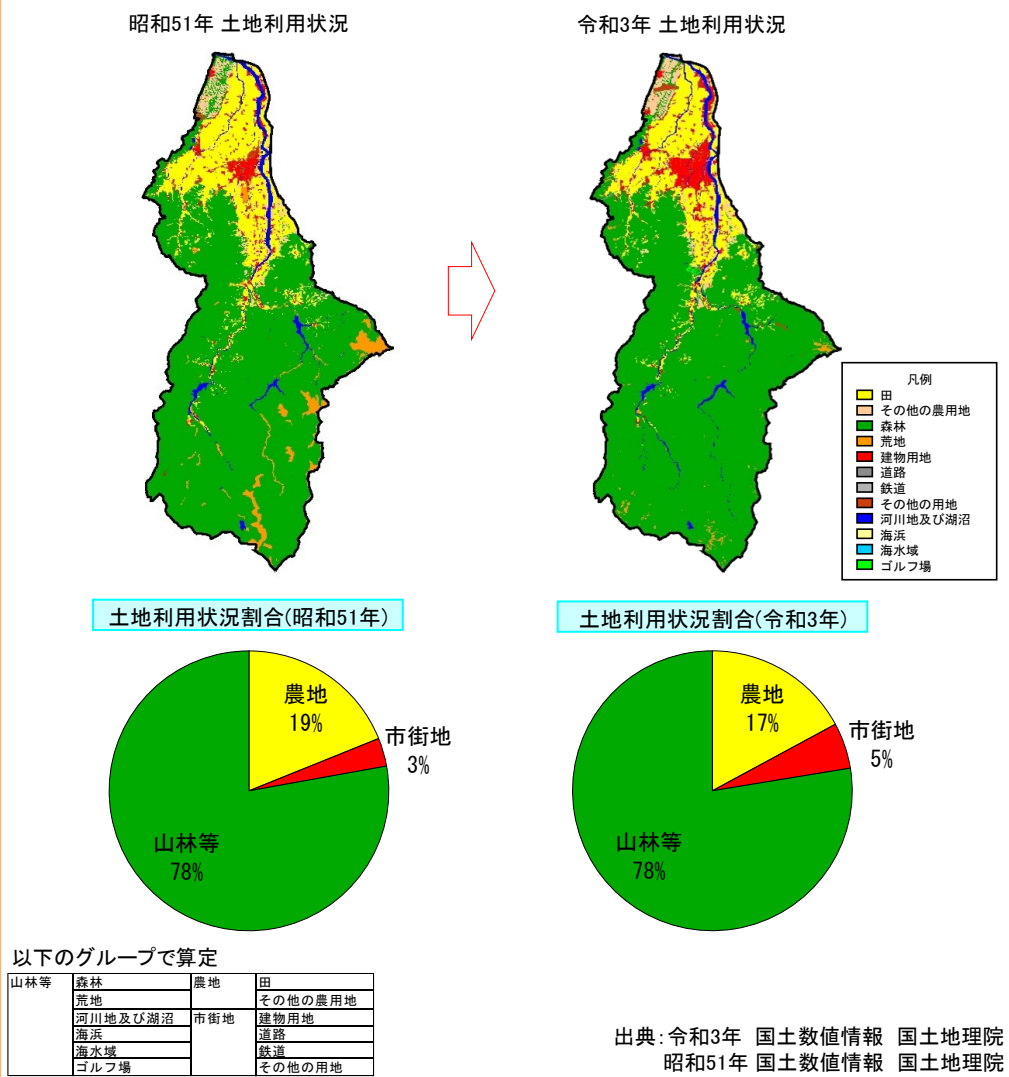 昭和51年 土地利用状況
令和3年 土地利用状況
凡例
田
その他の農用地
森林
荒地
建物用地
道路
鉄道
その他の用地
河川地及び湖沼
海浜
海水域
ゴルフ場
土地利用状況割合(昭和51年)
土地利用状況割合(令和3年)
農地
19%
市街地
3%
山林等
78%
農地
17%
市街地
5%
山林等
78%
以下のグループで算定
山林等 森林 農地 田
荒地 その他の農用地
河川地及び湖沼 市街地 建物用地
海浜 道路
海水域 鉄道
ゴルフ場 その他の用地
出典:令和3年 国土数値情報 国土地理院
昭和51年 国土数値情報 国土地理院